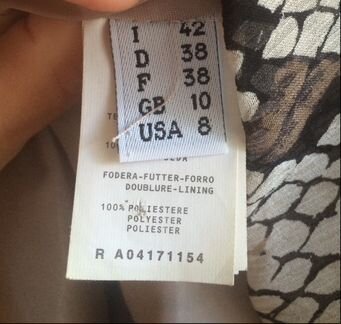 I 42
D 38
F 38
GB 10
USA 8
FODERA-FUTTER-FORRO
DOUBLURE-LINING
100% POLIESTERE
POLYESTER
POLIESTER
R A04171154